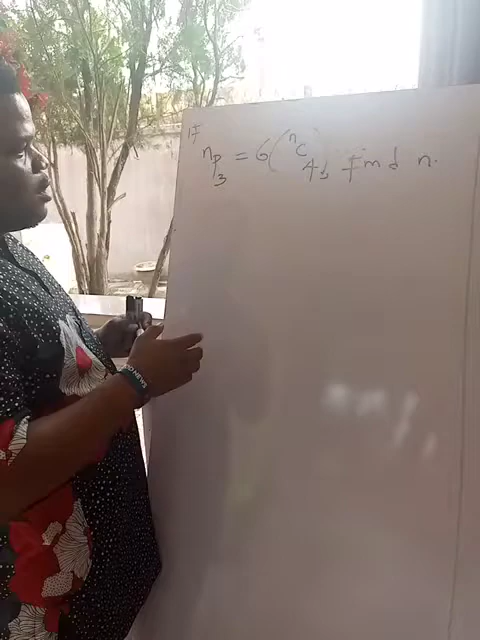 If
ⁿP₃ = 6(ⁿC₄), find n.